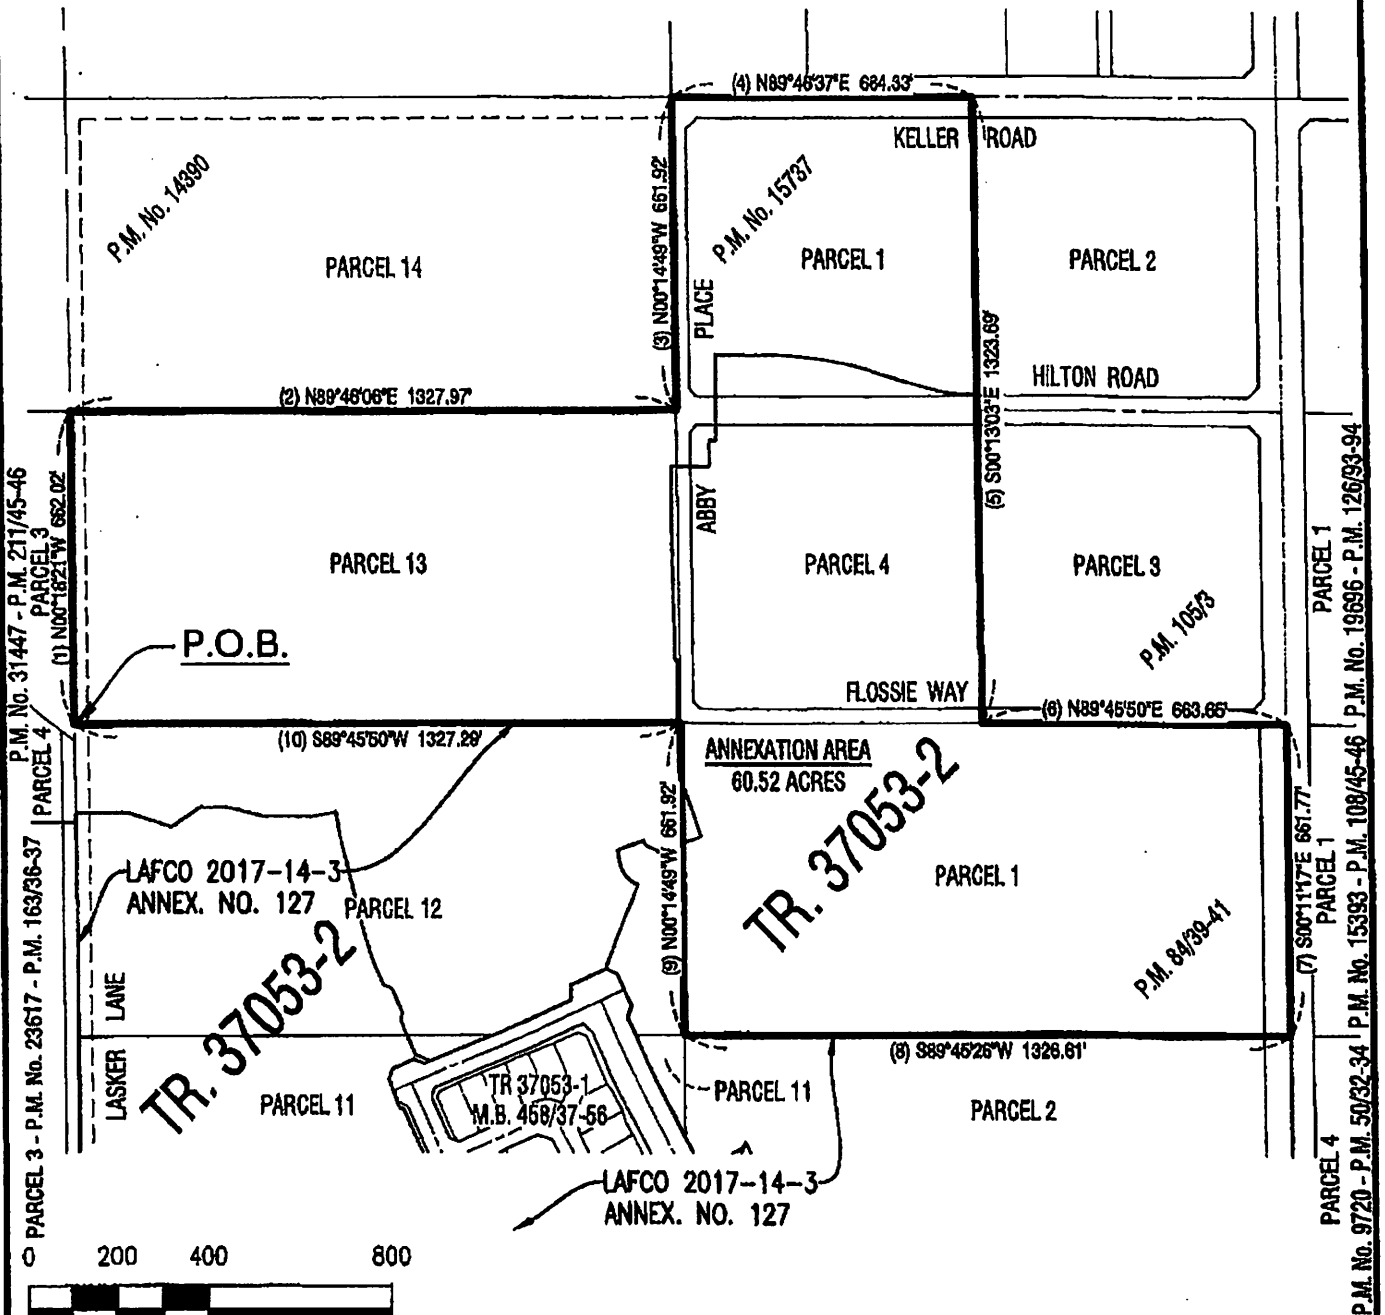 (4) N89°46'37"E 664.33'
KELLER ROAD
P.M. No. 14390
P.M. No. 15737
PARCEL 14
PARCEL 1
PARCEL 2
(3) N00°14'49"W 661.92'
PLACE
(5) S00°13'03"E 1323.69'
HILTON ROAD
(2) N89°46'06"E 1327.97'
(1) N00°18'21"W 662.02'
PARCEL 3
P.M. No. 31447 - P.M. 211/45-46
PARCEL 4
ABBY
PARCEL 13
PARCEL 4
PARCEL 3
P.M. 105/3
PARCEL 1
P.M. No. 19696 - P.M. 126/93-94
P.O.B.
FLOSSIE WAY
(6) N89°45'50"E 663.65'
(10) S89°45'50"W 1327.29'
ANNEXATION AREA
60.52 ACRES
TR. 37053-2
(9) N00°14'49"W 661.92'
PARCEL 1
P.M. 84/39-41
(7) S00°11'17"E 661.77'
PARCEL 1
P.M. No. 15393 - P.M. 108/45-46
LAFCO 2017-14-3
ANNEX. NO. 127
PARCEL 12
TR. 37053-2
PARCEL 3 - P.M. No. 23617 - P.M. 163/36-37
LANE
LASKER
(8) S89°45'26"W 1326.61'
PARCEL 11
TR 37053-1
M.B. 458/37-56
PARCEL 11
PARCEL 2
PARCEL 4
P.M. No. 9720 - P.M. 50/32-34
LAFCO 2017-14-3
ANNEX. NO. 127
0 200 400 800